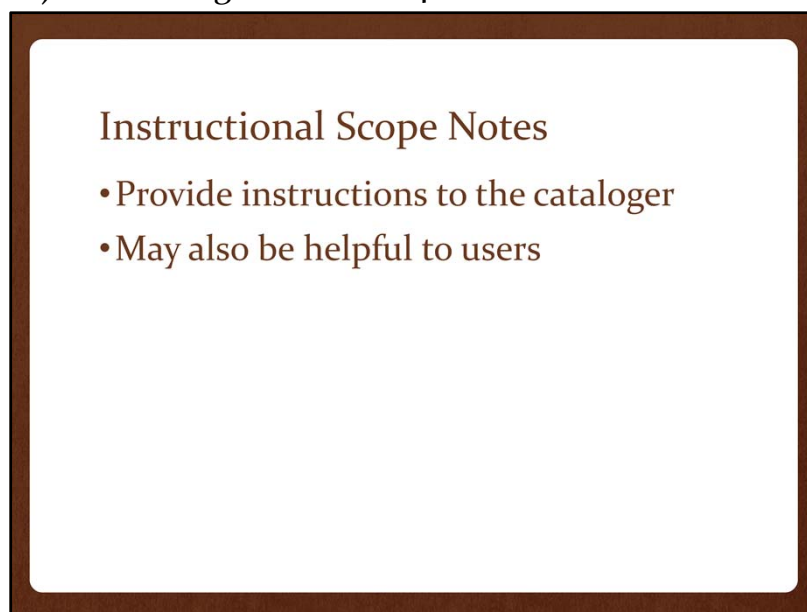 Instructional Scope Notes
•Provide instructions to the cataloger
•May also be helpful to users